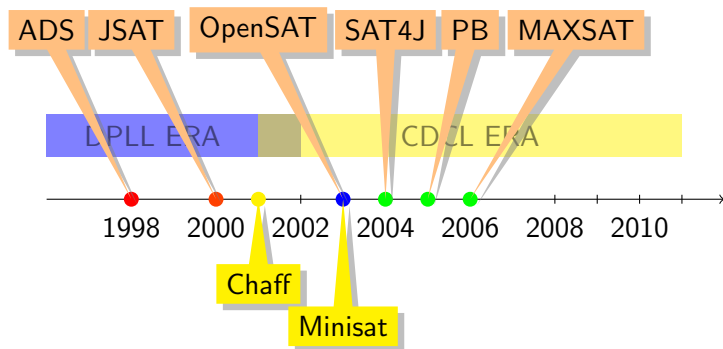 ADS JSAT OpenSAT SAT4J PB MAXSAT
DPLL ERA CDCL ERA
1998 2000 2002 2004 2006 2008 2010
Chaff
Minisat